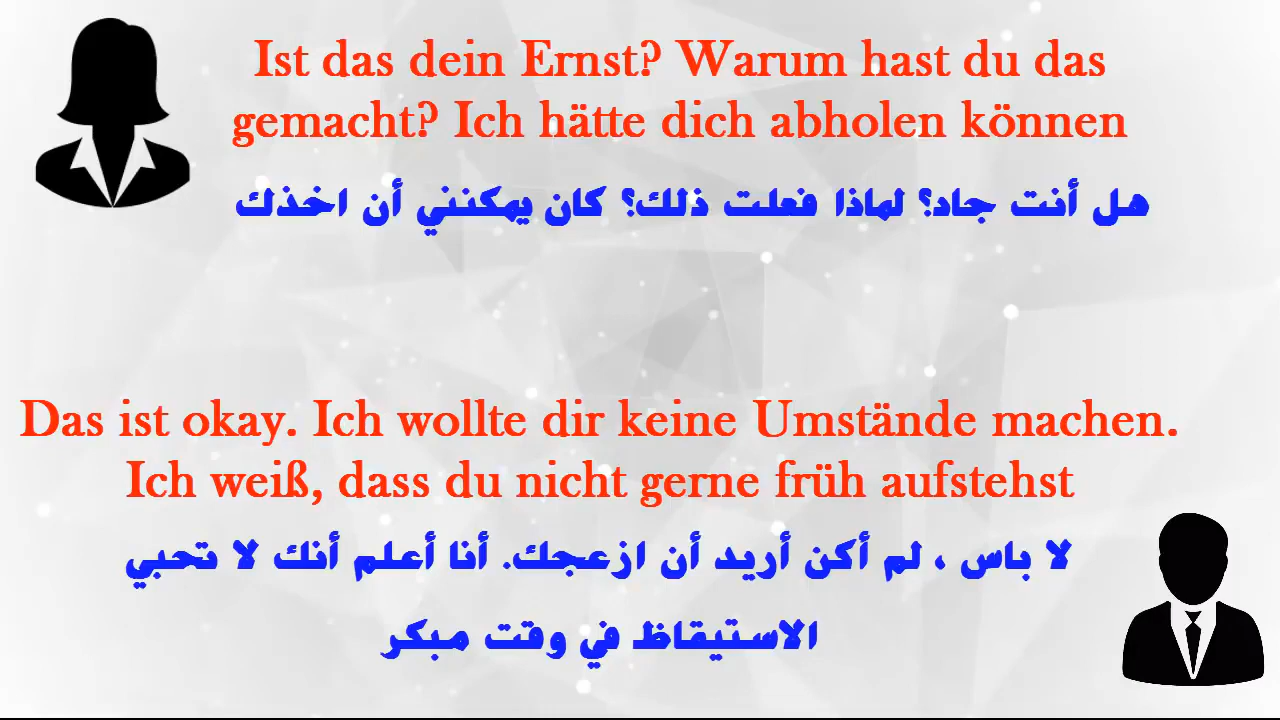 Ist das dein Ernst? Warum hast du das
gemacht? Ich hätte dich abholen können
هل أنت جاد؟ لماذا فعلت ذلك؟ كان يمكنني أن اخذك
Das ist okay. Ich wollte dir keine Umstände machen.
Ich weiß, dass du nicht gerne früh aufstehst
لا باس ، لم أكن أريد أن ازعجك. أنا أعلم أنك لا تحبي
الاستيقاظ في وقت مبكر